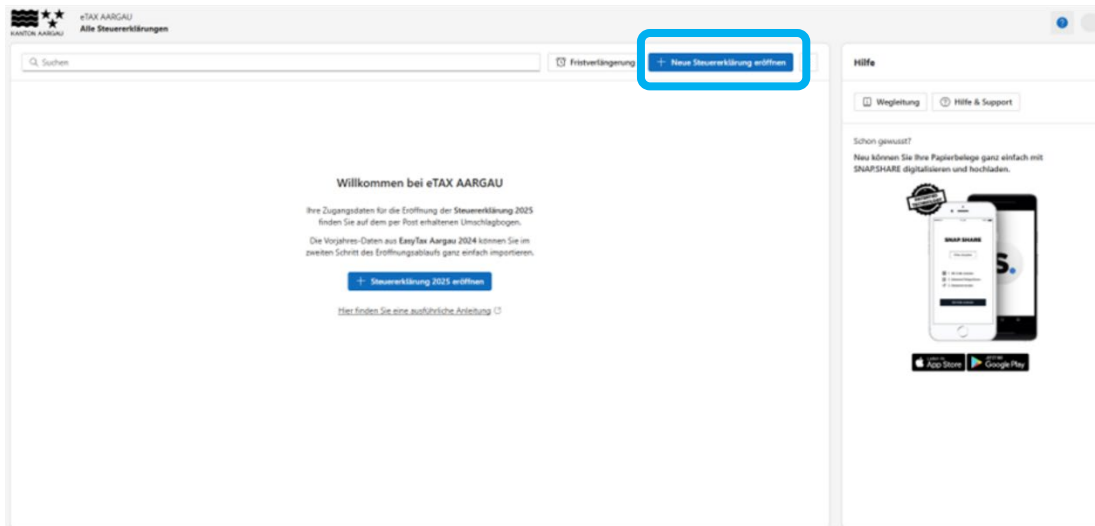 eTAX AARGAU
Alle Steuererklärungen
KANTON AARGAU
Suchen
Fristverlängerung
+ Neue Steuererklärung eröffnen
Hilfe
Wegleitung
Hilfe & Support
Schon gewusst?
Neu können Sie Ihre Papierbelege ganz einfach mit
SNAP.SHARE digitalisieren und hochladen.
Willkommen bei eTAX AARGAU
Ihre Zugangsdaten für die Eröffnung der Steuererklärung 2025
finden Sie auf dem per Post erhaltenen Umschlagbogen.
Die Vorjahres-Daten aus EasyTax Aargau 2024 können Sie im
zweiten Schritt des Eröffnungsablaufs ganz einfach importieren.
+ Steuererklärung 2025 eröffnen
Hier finden Sie eine ausführliche Anleitung
SNAP.SHARE
s.
App Store
Google Play